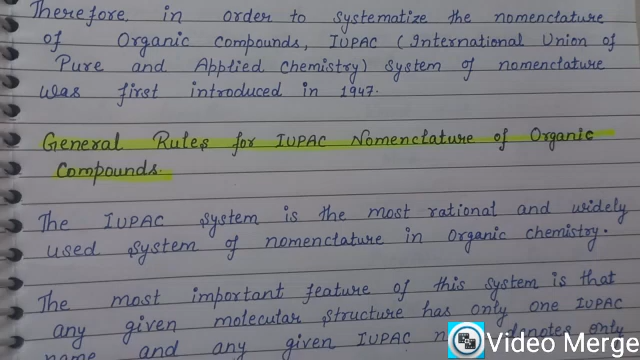 Therefore, in order to systematize the nomenclature
of Organic compounds, IUPAC (International Union of
Pure and Applied Chemistry) System of nomenclature
was first introduced in 1947.
General Rules for IUPAC Nomenclature of Organic
Compounds.
The IUPAC system is the most rational and widely
used system of nomenclature in Organic chemistry.
The most important feature of this system is that
any given molecular structure has only one IUPAC
name and any given IUPAC denotes only
Video Merge